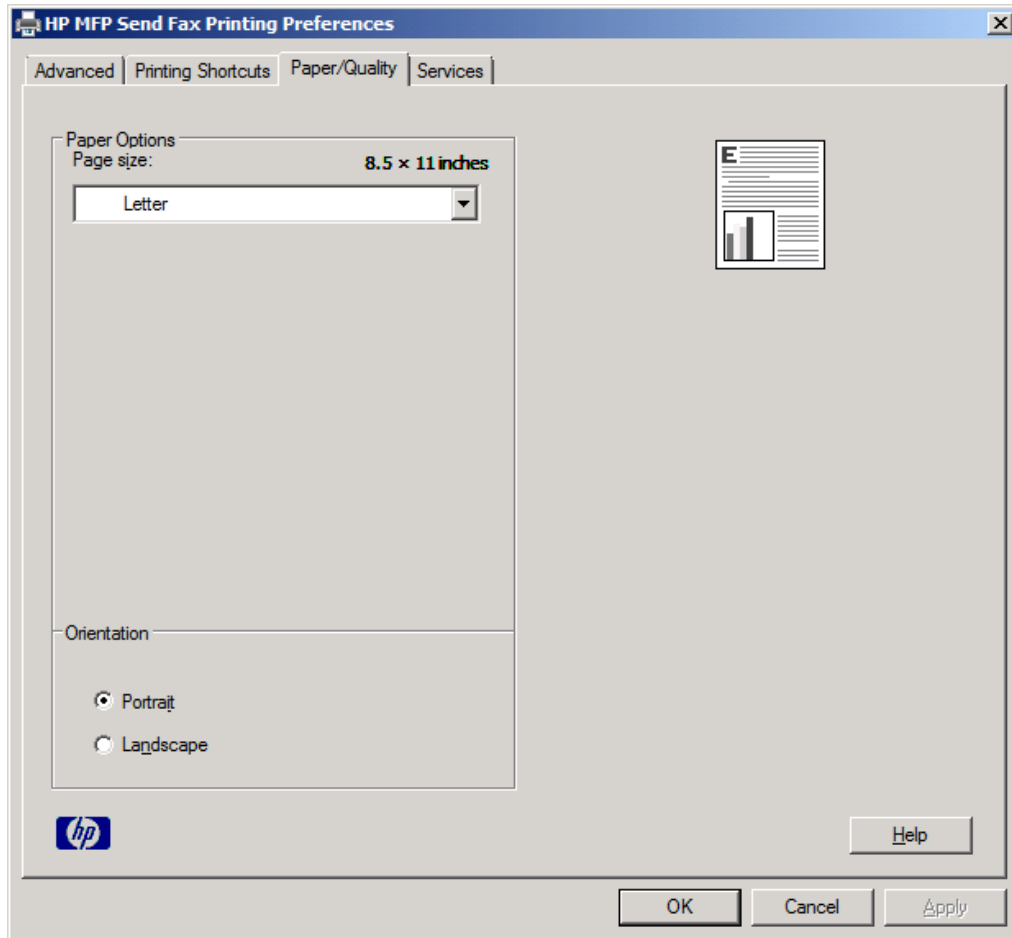 HP MFP Send Fax Printing Preferences
Advanced Printing Shortcuts Paper/Quality Services
Paper Options
Page size: 8.5 × 11 inches
Letter
E
Orientation
Portrait
Landscape
hp
Help
OK Cancel Apply